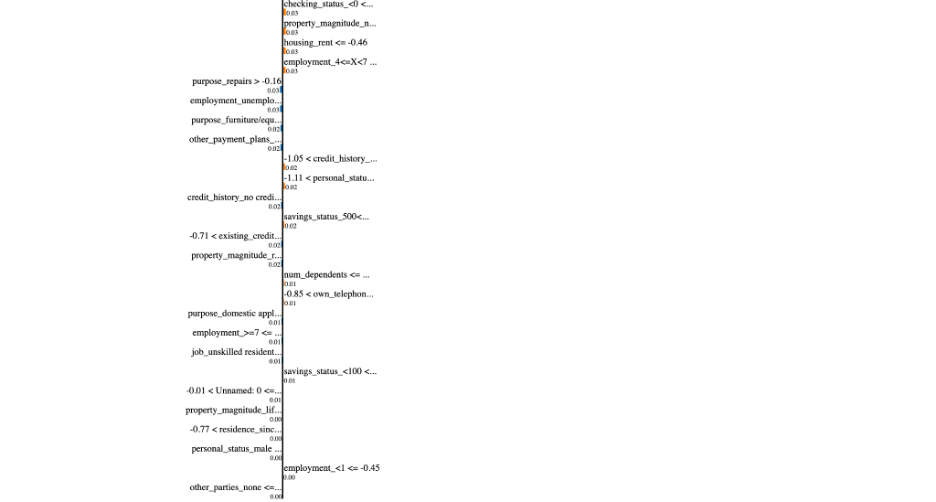 checking_status_<0 <...
0.03
property_magnitude_n...
0.03
housing_rent <= -0.46
0.03
employment_4<=X<7 ...
0.03
purpose_repairs > -0.16
0.03
employment_unemplo...
0.03
purpose_furniture/equ...
0.02
other_payment_plans_...
0.02
-1.05 < credit_history_...
0.02
-1.11 < personal_statu...
0.02
credit_history_no credi...
0.02
savings_status_500<...
0.02
-0.71 < existing_credit...
0.02
property_magnitude_r...
0.02
num_dependents <= ...
0.01
-0.85 < own_telephon...
0.01
purpose_domestic appl...
0.01
employment_>=7 <= ...
0.01
job_unskilled resident...
0.01
savings_status_<100 <...
0.01
-0.01 < Unnamed: 0 <=...
0.01
property_magnitude_lif...
0.00
-0.77 < residence_sinc...
0.00
personal_status_male ...
0.00
employment_<1 <= -0.45
0.00
other_parties_none <=...
0.00